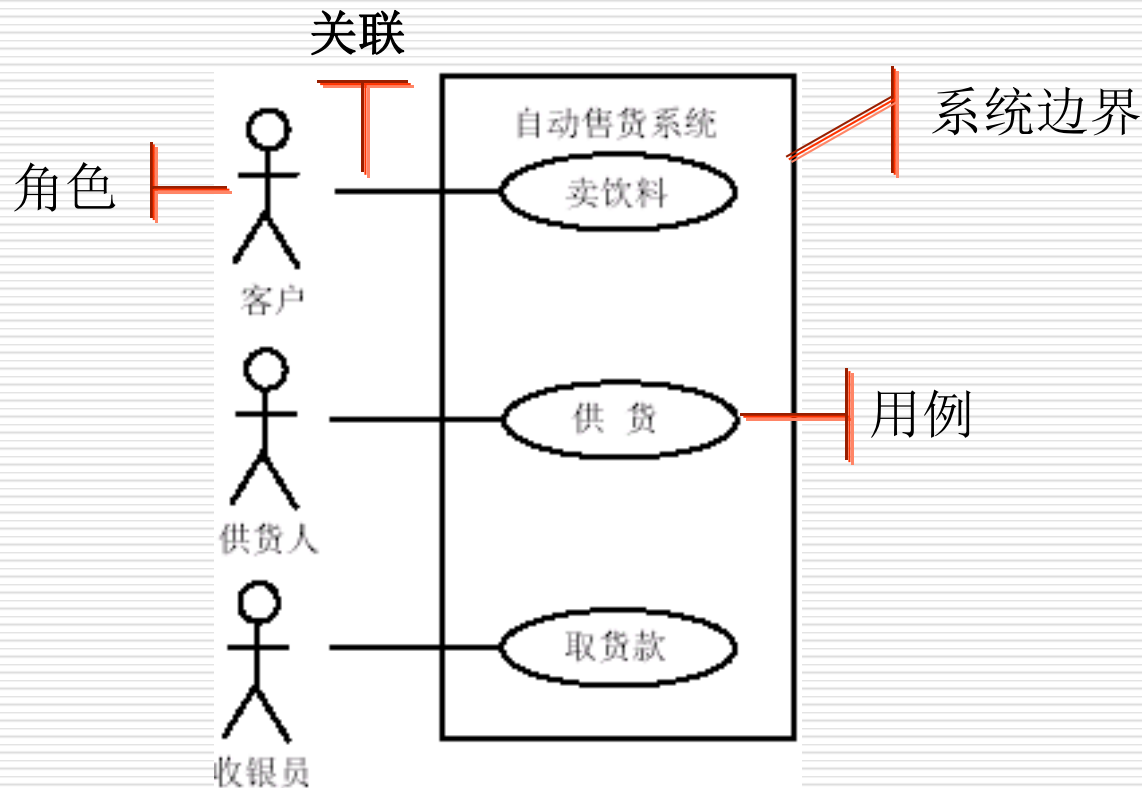 关联
自动售货系统
系统边界
角色
卖饮料
客户
供 货
用例
供货人
取货款
收银员